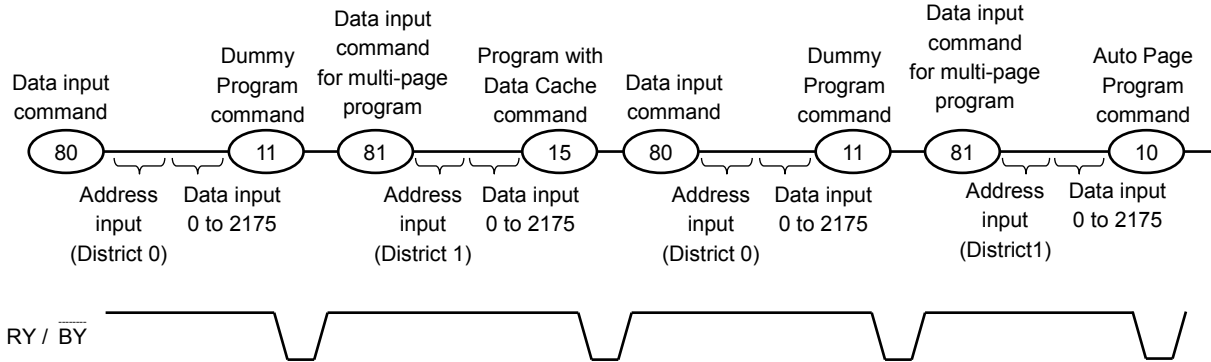 Data input
command
Dummy
Program
command
Data input
command
for multi-page
program
Program with
Data Cache
command
Data input
command
Dummy
Program
command
Data input
command
for multi-page
program
Auto Page
Program
command
80
11
81
15
80
11
81
10
Address
input
(District 0)
Data input
0 to 2175
Address
input
(District 1)
Data input
0 to 2175
Address
input
(District 0)
Data input
0 to 2175
Address
input
(District1)
Data input
0 to 2175
RY / BY